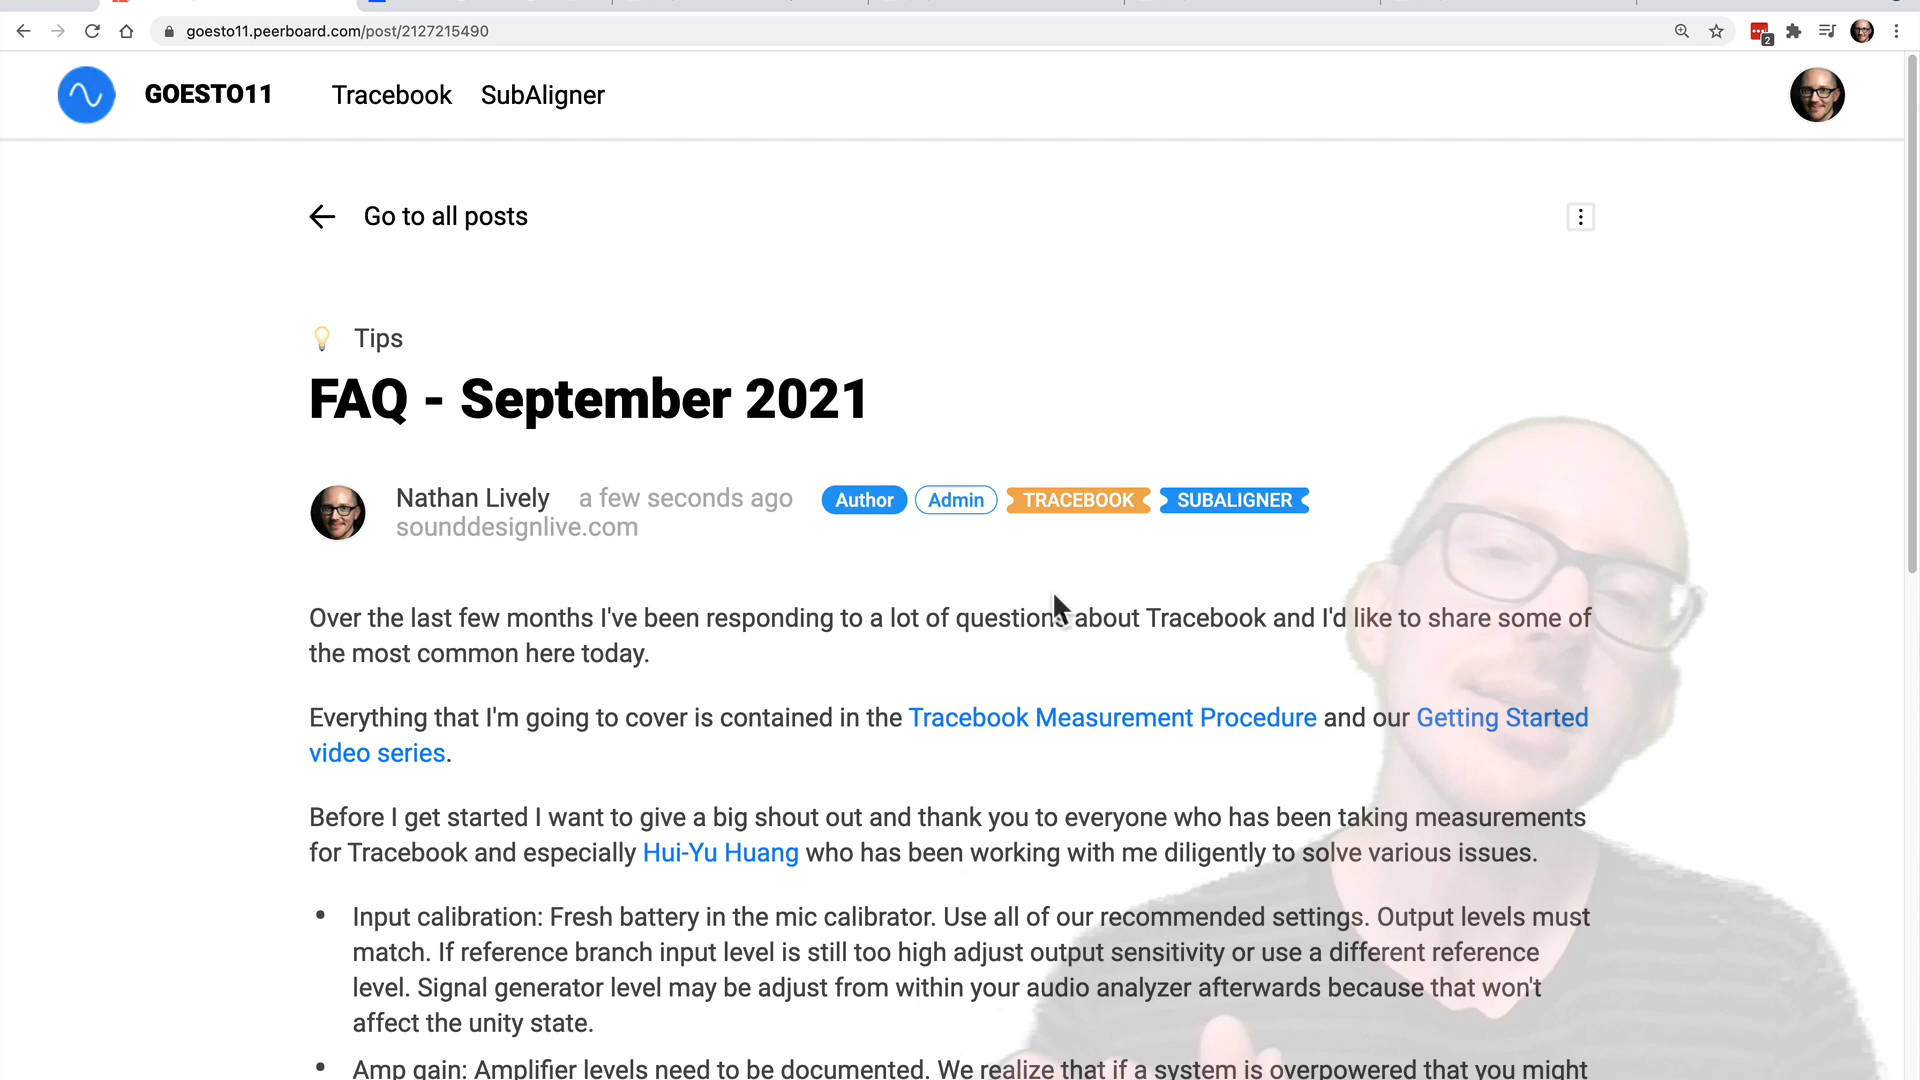 goesto11.peerboard.com/post/2127215490
2
GOESTO11 Tracebook SubAligner
Go to all posts
Tips
FAQ - September 2021
Nathan Lively a few seconds ago Author Admin TRACEBOOK SUBALIGNER
sounddesignlive.com
Over the last few months I've been responding to a lot of questions about Tracebook and I'd like to share some of
the most common here today.
Everything that I'm going to cover is contained in the Tracebook Measurement Procedure and our Getting Started
video series.
Before I get started I want to give a big shout out and thank you to everyone who has been taking measurements
for Tracebook and especially Hui-Yu Huang who has been working with me diligently to solve various issues.
• Input calibration: Fresh battery in the mic calibrator. Use all of our recommended settings. Output levels must
match. If reference branch input level is still too high adjust output sensitivity or use a different reference
level. Signal generator level may be adjust from within your audio analyzer afterwards because that won't
affect the unity state.
• Amp gain: Amplifier levels need to be documented. We realize that if a system is overpowered that you might